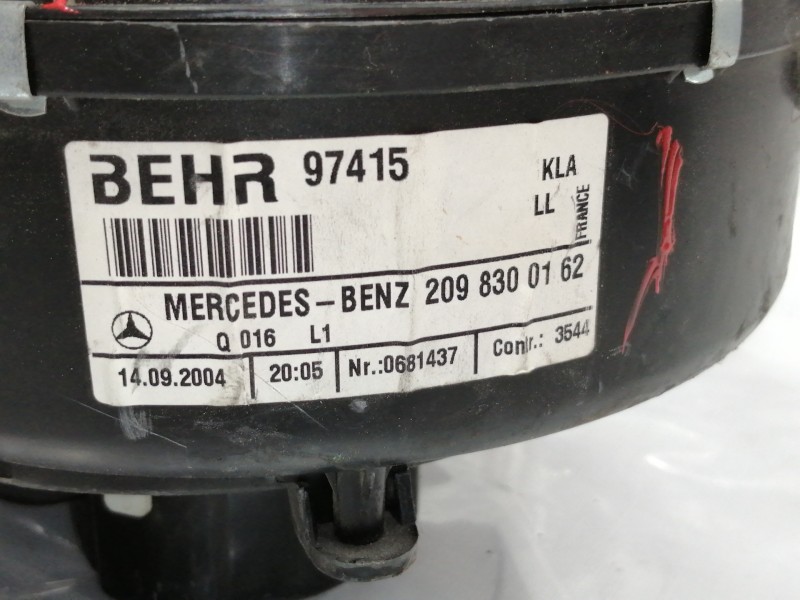 BEHR 97415
KLA
LL
FRANCE
MERCEDES-BENZ 209 830 01 62
Q 016 L1
14.09.2004 20:05 Nr.:0681437 Contr.: 3544